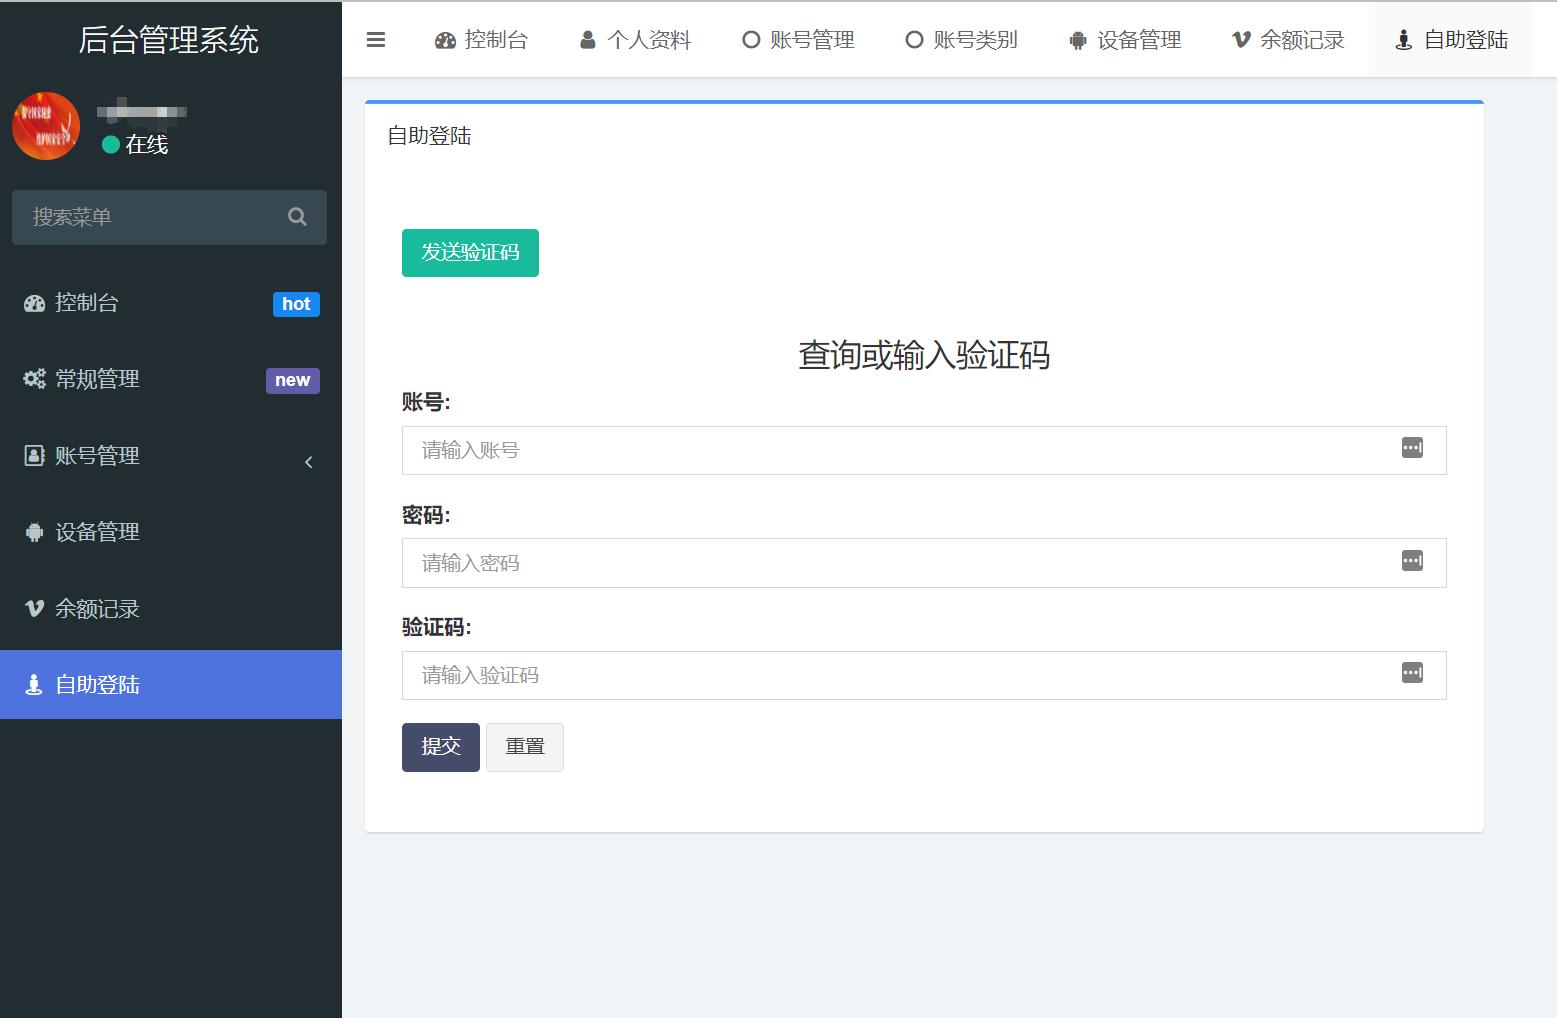 后台管理系统
在线
搜索菜单
控制台 hot
常规管理 new
账号管理
设备管理
余额记录
自助登陆
控制台 个人资料 账号管理 账号类别 设备管理 余额记录 自助登陆
自助登陆
发送验证码
查询或输入验证码
账号:
请输入账号
密码:
请输入密码
验证码:
请输入验证码
提交 重置